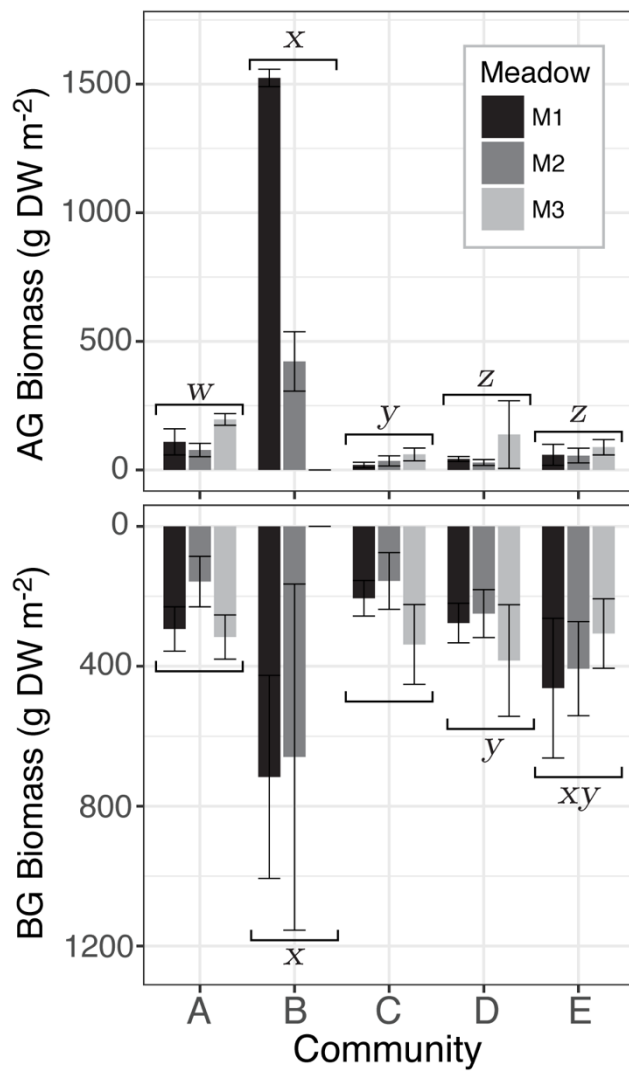 AG Biomass (g DW m⁻²)
1500
1000
500
0
Meadow
M1
M2
M3
w
x
y
z
z
BG Biomass (g DW m⁻²)
0
400
800
1200
x
y
xy
A B C D E
Community